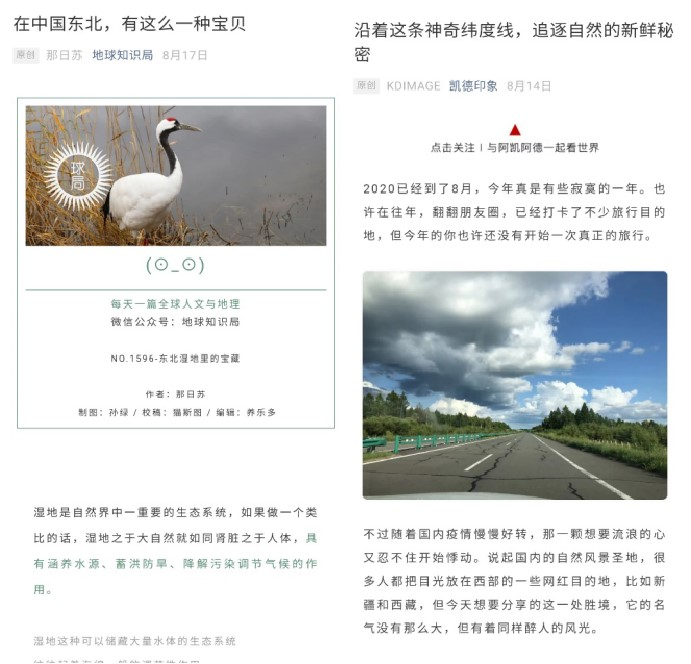 在中国东北，有这么一种宝贝
原创 那日苏 地球知识局 8月17日
球局
(⊙_⊙)
每天一篇全球人文与地理
微信公众号：地球知识局
NO.1596-东北湿地里的宝藏
作者：那日苏
制图：孙绿 / 校稿：猫斯图 / 编辑：养乐多
湿地是自然界中一重要的生态系统，如果做一个类
比的话，湿地之于大自然就如同肾脏之于人体，具
有涵养水源、蓄洪防旱、降解污染调节气候的作
用。
湿地这种可以储藏大量水体的生态系统
沿着这条神奇纬度线，追逐自然的新鲜秘
密
原创 KDIMAGE 凯德印象 8月14日
点击关注 | 与阿凯阿德一起看世界
2020已经到了8月，今年真是有些寂寞的一年。也
许在往年，翻翻朋友圈，已经打卡了不少旅行目的
地，但今年的你也许还没有开始一次真正的旅行。
不过随着国内疫情慢慢好转，那一颗想要流浪的心
又忍不住开始悸动。说起国内的自然风景圣地，很
多人都把目光放在西部的一些网红目的地，比如新
疆和西藏，但今天想要分享的这一处胜境，它的名
气没有那么大，但有着同样醉人的风光。